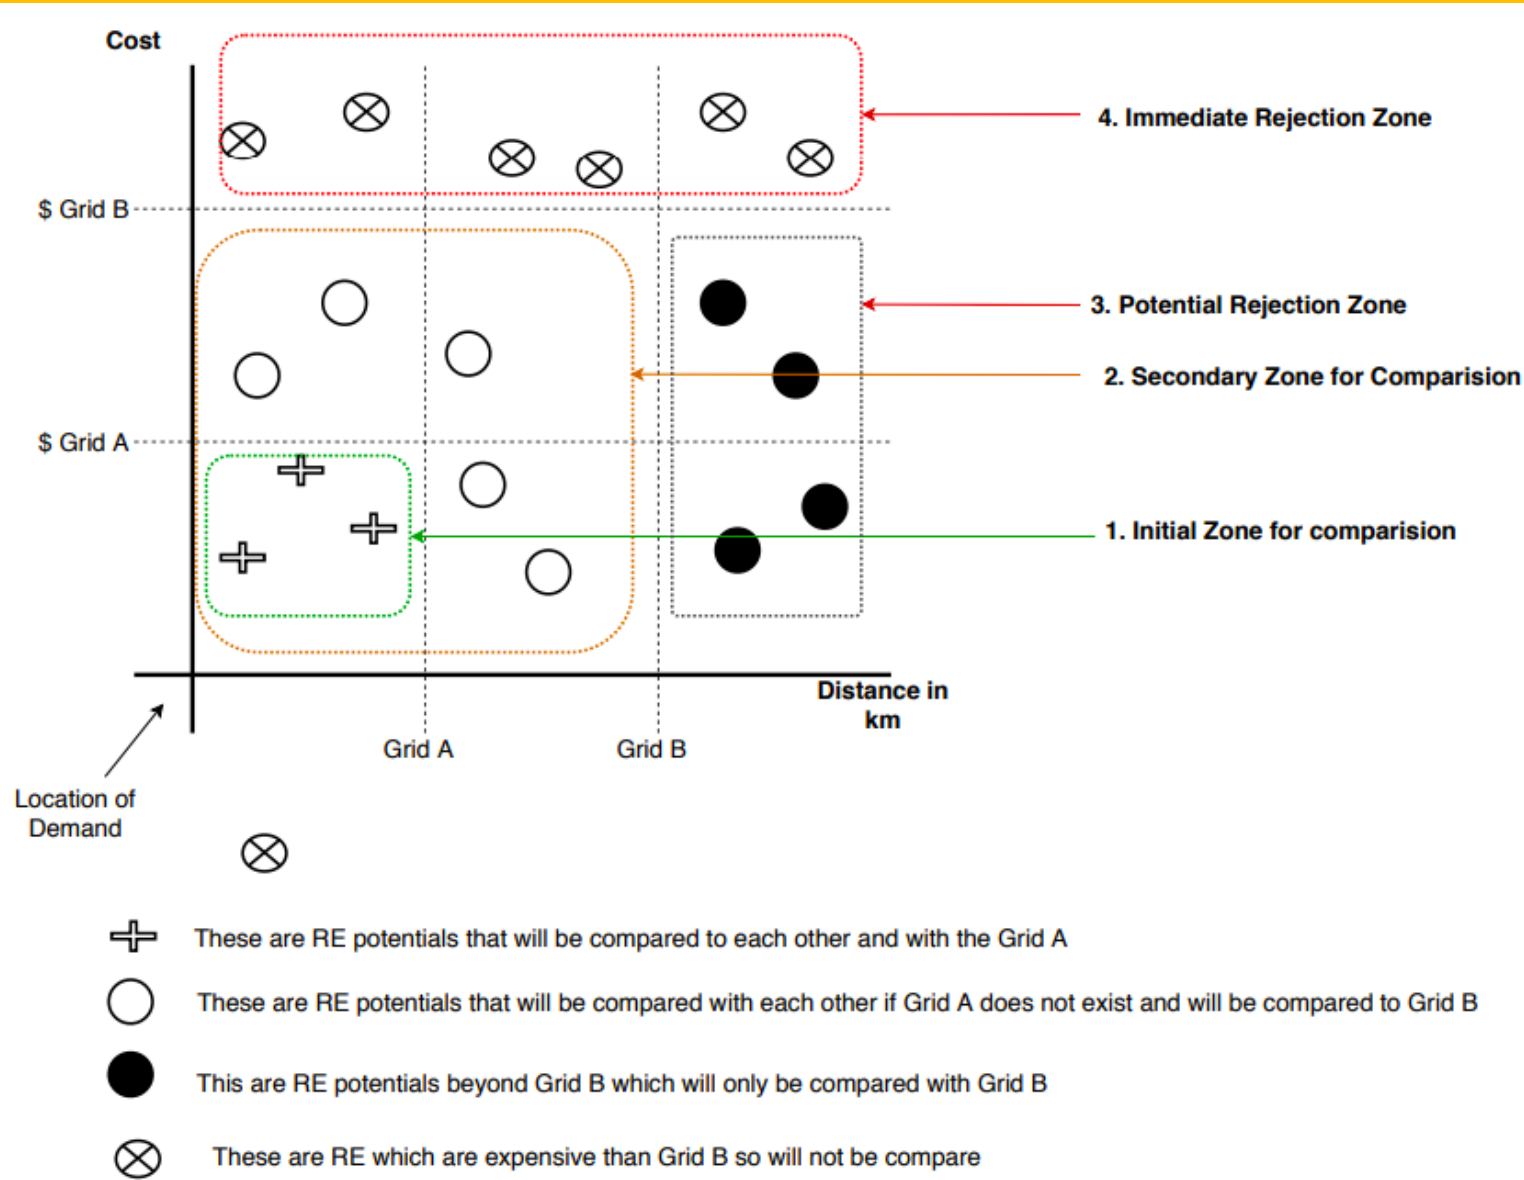 Cost
4. Immediate Rejection Zone
$ Grid B
3. Potential Rejection Zone
2. Secondary Zone for Comparision
$ Grid A
1. Initial Zone for comparision
Distance in
km
Grid A
Grid B
Location of
Demand
These are RE potentials that will be compared to each other and with the Grid A
These are RE potentials that will be compared with each other if Grid A does not exist and will be compared to Grid B
This are RE potentials beyond Grid B which will only be compared with Grid B
These are RE which are expensive than Grid B so will not be compare